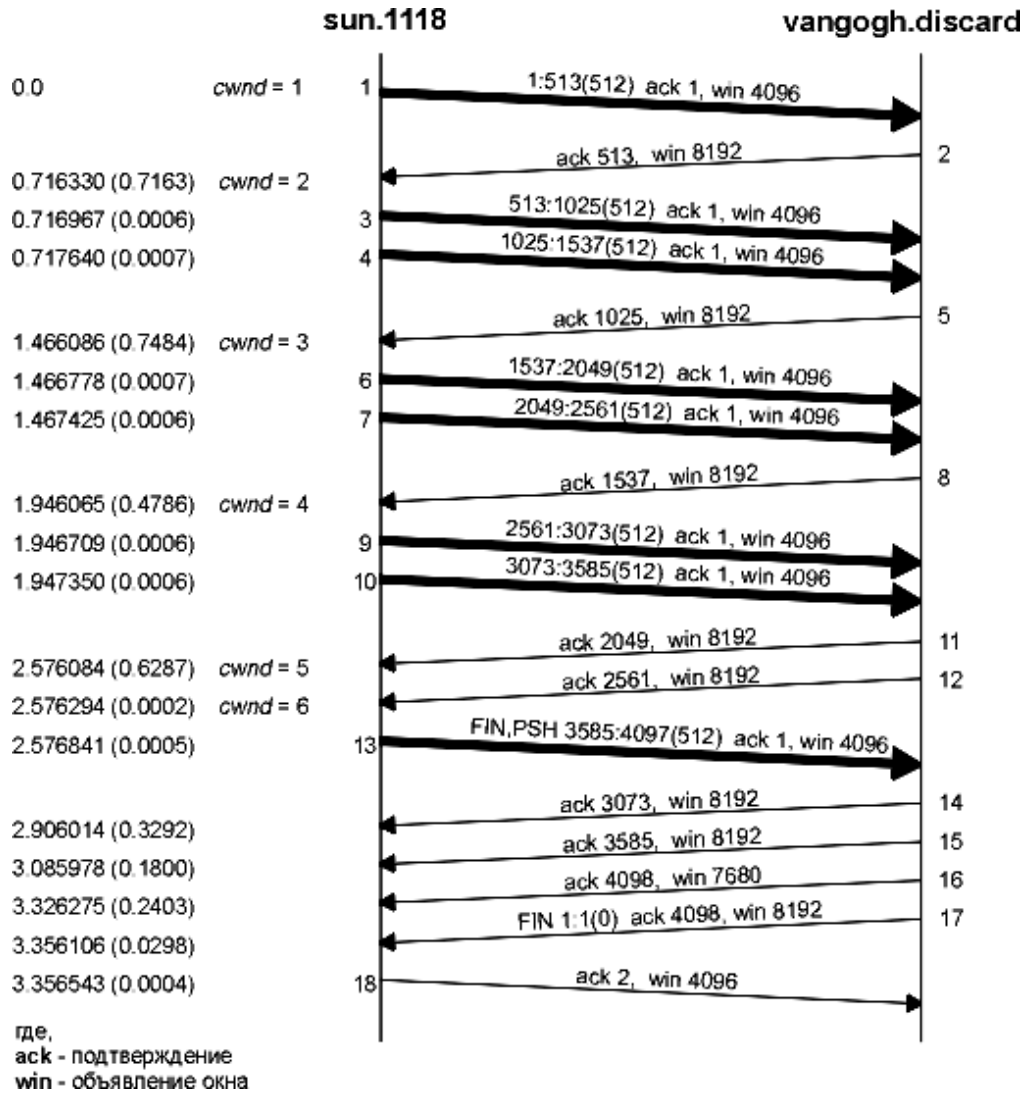 sun.1118 vangogh.discard
0.0 cwnd = 1 1 1:513(512) ack 1, win 4096
ack 513, win 8192 2
0.716330 (0.7163) cwnd = 2
0.716967 (0.0006) 3 513:1025(512) ack 1, win 4096
0.717640 (0.0007) 4 1025:1537(512) ack 1, win 4096
ack 1025, win 8192 5
1.466086 (0.7484) cwnd = 3
1.466778 (0.0007) 6 1537:2049(512) ack 1, win 4096
1.467425 (0.0006) 7 2049:2561(512) ack 1, win 4096
ack 1537, win 8192 8
1.946065 (0.4786) cwnd = 4
1.946709 (0.0006) 9 2561:3073(512) ack 1, win 4096
1.947350 (0.0006) 10 3073:3585(512) ack 1, win 4096
ack 2049, win 8192 11
2.576084 (0.6287) cwnd = 5
ack 2561, win 8192 12
2.576294 (0.0002) cwnd = 6
2.576841 (0.0005) 13 FIN,PSH 3585:4097(512) ack 1, win 4096
ack 3073, win 8192 14
2.906014 (0.3292)
ack 3585, win 8192 15
3.085978 (0.1800)
ack 4098, win 7680 16
3.326275 (0.2403)
FIN 1:1(0) ack 4098, win 8192 17
3.356106 (0.0298)
3.356543 (0.0004) 18 ack 2, win 4096
где,
ack - подтверждение
win - объявление окна